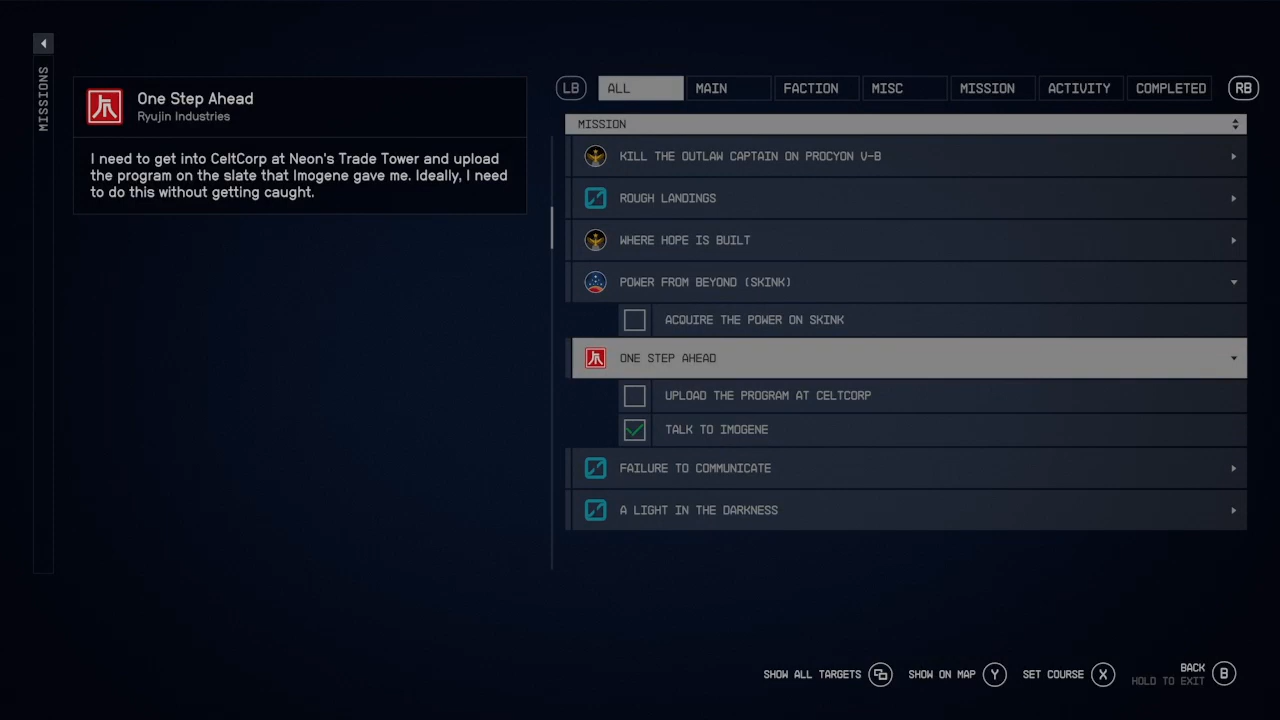 MISSIONS
One Step Ahead
Ryujin Industries
I need to get into CeltCorp at Neon's Trade Tower and upload
the program on the slate that Imogene gave me. Ideally, I need
to do this without getting caught.
LB ALL MAIN FACTION MISC MISSION ACTIVITY COMPLETED RB
MISSION
KILL THE OUTLAW CAPTAIN ON PROCYON V-B
ROUGH LANDINGS
WHERE HOPE IS BUILT
POWER FROM BEYOND (SKINK)
ACQUIRE THE POWER ON SKINK
ONE STEP AHEAD
UPLOAD THE PROGRAM AT CELTCORP
TALK TO IMOGENE
FAILURE TO COMMUNICATE
A LIGHT IN THE DARKNESS
SHOW ALL TARGETS SHOW ON MAP Y SET COURSE X BACK B
HOLD TO EXIT